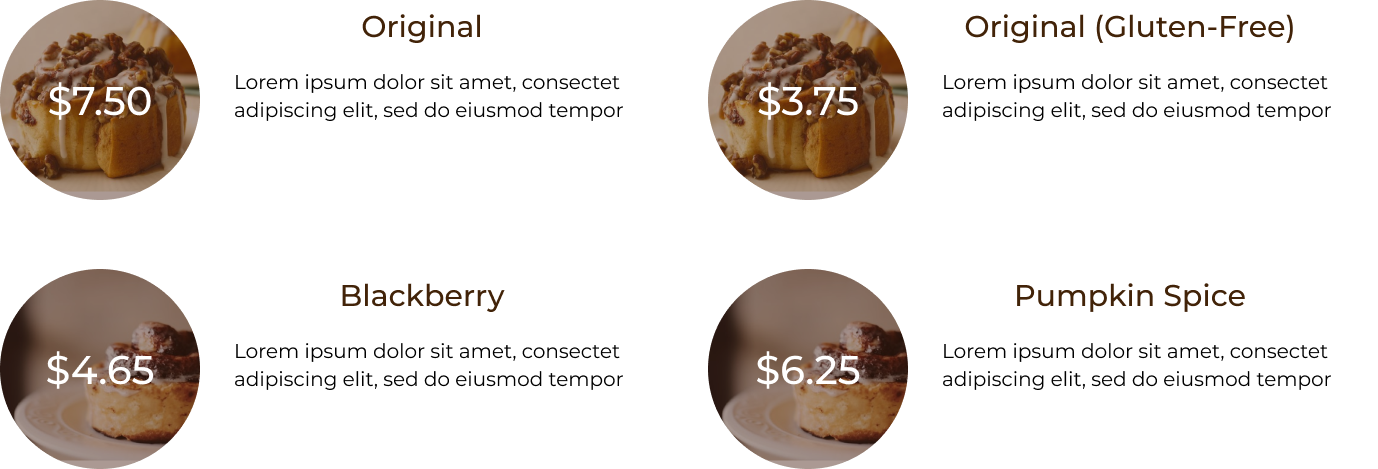 Original
$7.50
Lorem ipsum dolor sit amet, consectet
adipiscing elit, sed do eiusmod tempor
Original (Gluten-Free)
$3.75
Lorem ipsum dolor sit amet, consectet
adipiscing elit, sed do eiusmod tempor
Blackberry
$4.65
Lorem ipsum dolor sit amet, consectet
adipiscing elit, sed do eiusmod tempor
Pumpkin Spice
$6.25
Lorem ipsum dolor sit amet, consectet
adipiscing elit, sed do eiusmod tempor